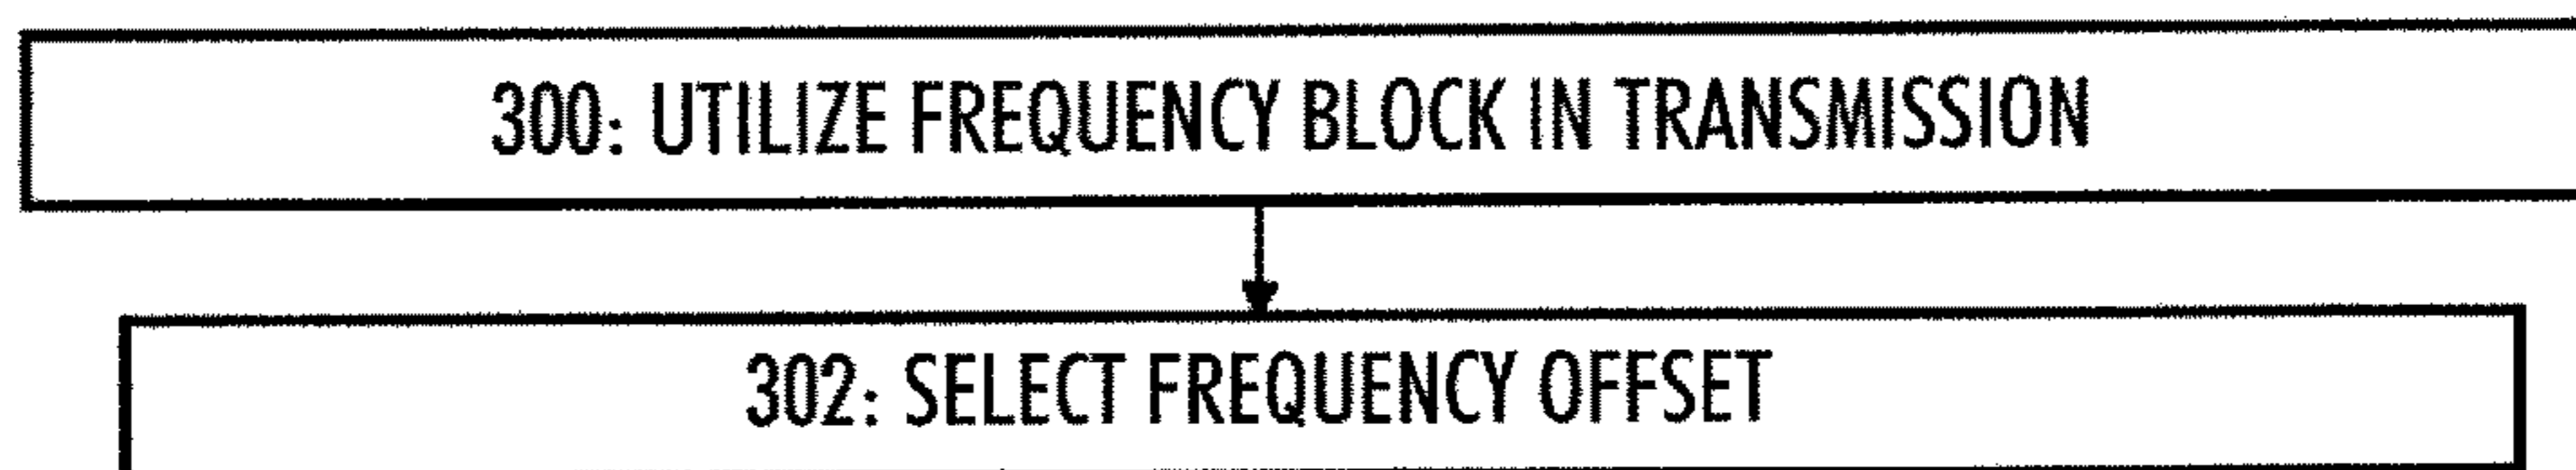 300: UTILIZE FREQUENCY BLOCK IN TRANSMISSION
302: SELECT FREQUENCY OFFSET